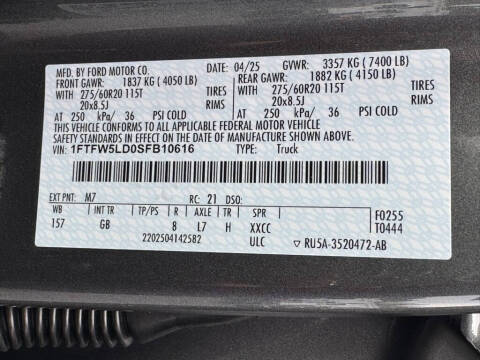 MFD. BY FORD MOTOR CO. DATE: 04/25 GVWR: 3357 KG ( 7400 LB)
FRONT GAWR: 1837 KG ( 4050 LB) REAR GAWR: 1882 KG ( 4150 LB)
WITH 275/60R20 115T TIRES WITH 275/60R20 115T TIRES
20x8.5J RIMS 20x8.5J RIMS
AT 250 kPa/ 36 PSI COLD AT 250 kPa/ 36 PSI COLD
THIS VEHICLE CONFORMS TO ALL APPLICABLE FEDERAL MOTOR VEHICLE
SAFETY STANDARDS IN EFFECT ON THE DATE OF MANUFACTURE SHOWN ABOVE.
VIN: 1FTFW5LD0SFB10616 TYPE: Truck
EXT PNT: M7 RC: 21 DSO:
WB INT TR TP/PS R AXLE TR SPR F0255
157 GB 8 L7 H XXCC T0444
2202504142582 ULC ▽ RU5A-3520472-AB